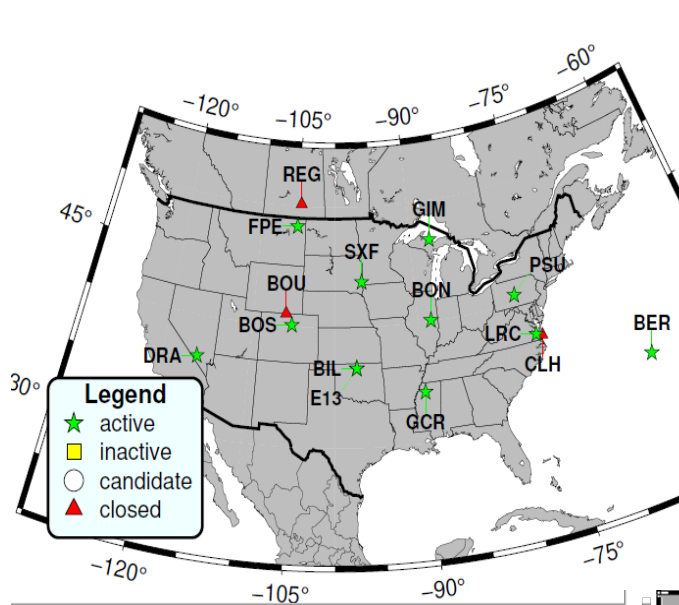 −60°
−75°
−90°
−105°
−120°
45°
REG
FPE
GIM
SXF
PSU
BOU
BON
BOS
LRC
BER
DRA
BIL
CLH
E13
GCR
30°
Legend
active
inactive
candidate
closed
−75°
−90°
−105°
−120°